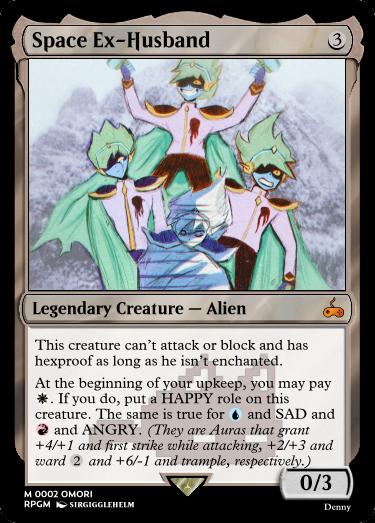 Space Ex-Husband 3
Legendary Creature — Alien
This creature can't attack or block and has
hexproof as long as he isn't enchanted.
At the beginning of your upkeep, you may pay
. If you do, put a HAPPY role on this
creature. The same is true for and SAD and
and ANGRY. (They are Auras that grant
+4/+1 and first strike while attacking, +2/+3 and
ward 2 and +6/-1 and trample, respectively.)
0/3
M 0002 OMORI
RPGM SIRGIGGLEHELM
Denny